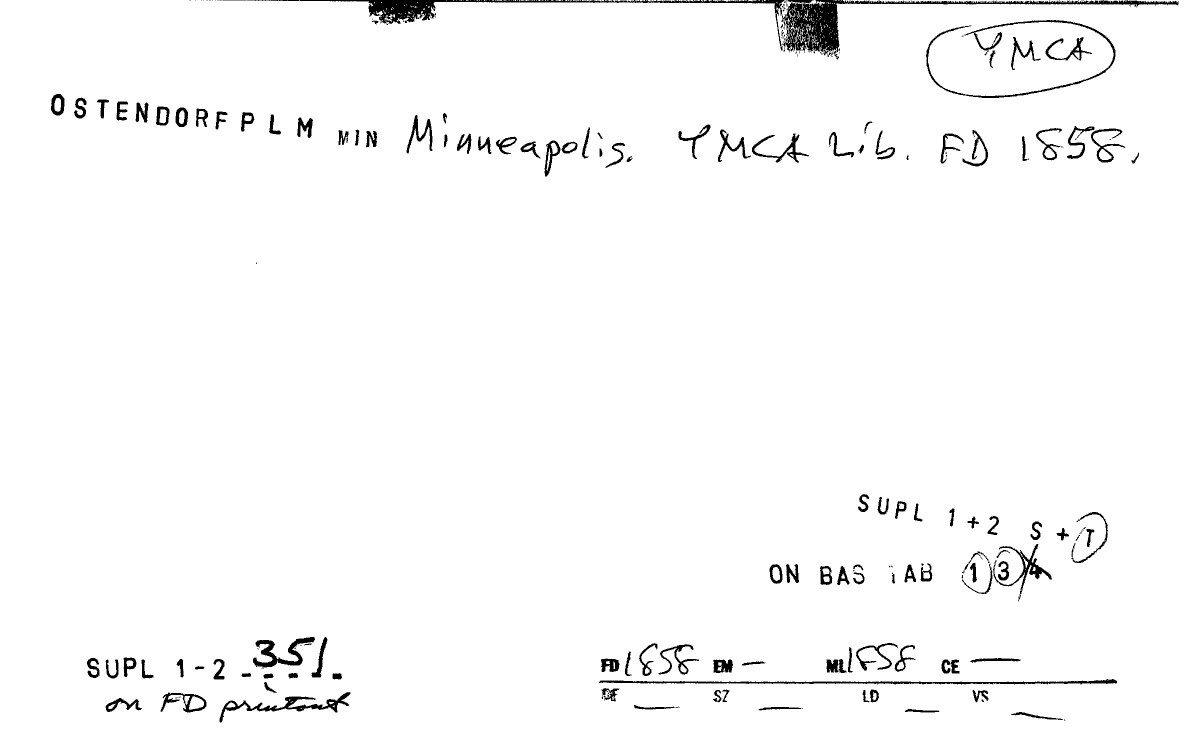 YMCA
OSTENDORF P L M MIN Minneapolis. YMCA Lib. FD 1858.
SUPL 1+2 S + T
ON BAS TAB 1 3 4
SUPL 1-2 351
on FD printout
FD 1858 EM — ML 1858 CE —
DF — SZ — LD — VS —